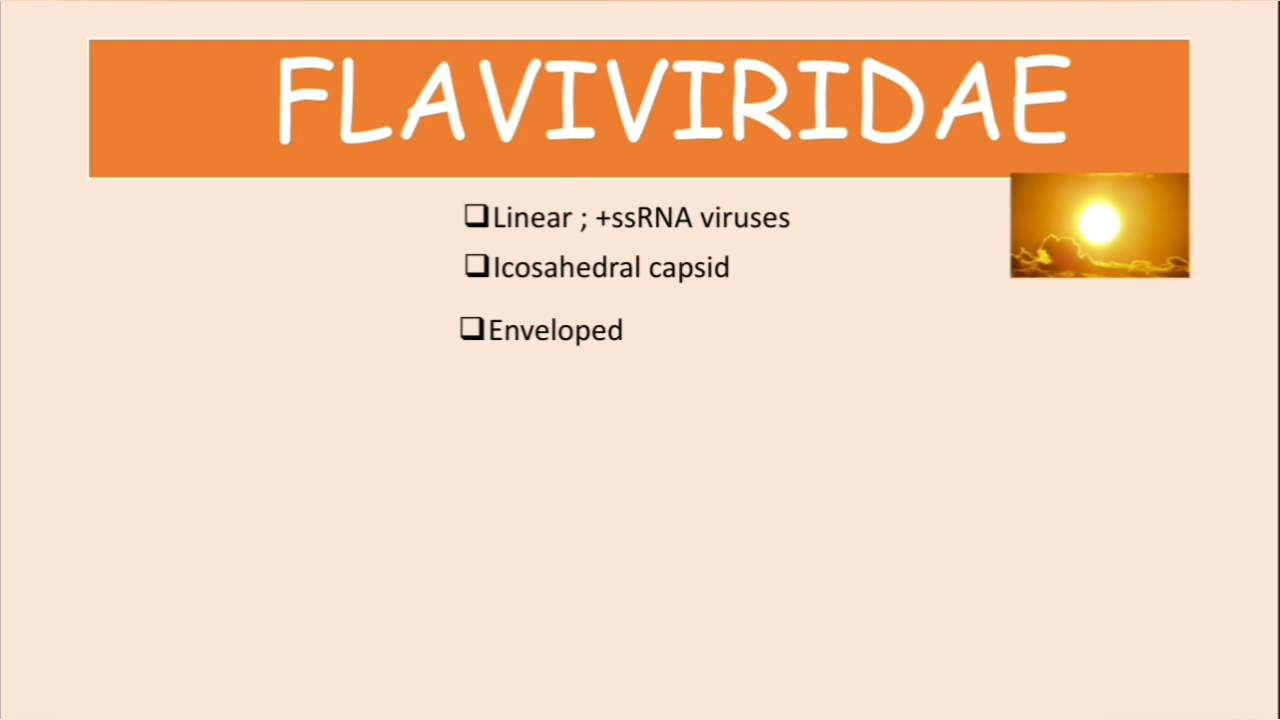 FLAVIVIRIDAE
❑Linear ; +ssRNA viruses
❑Icosahedral capsid
❑Enveloped